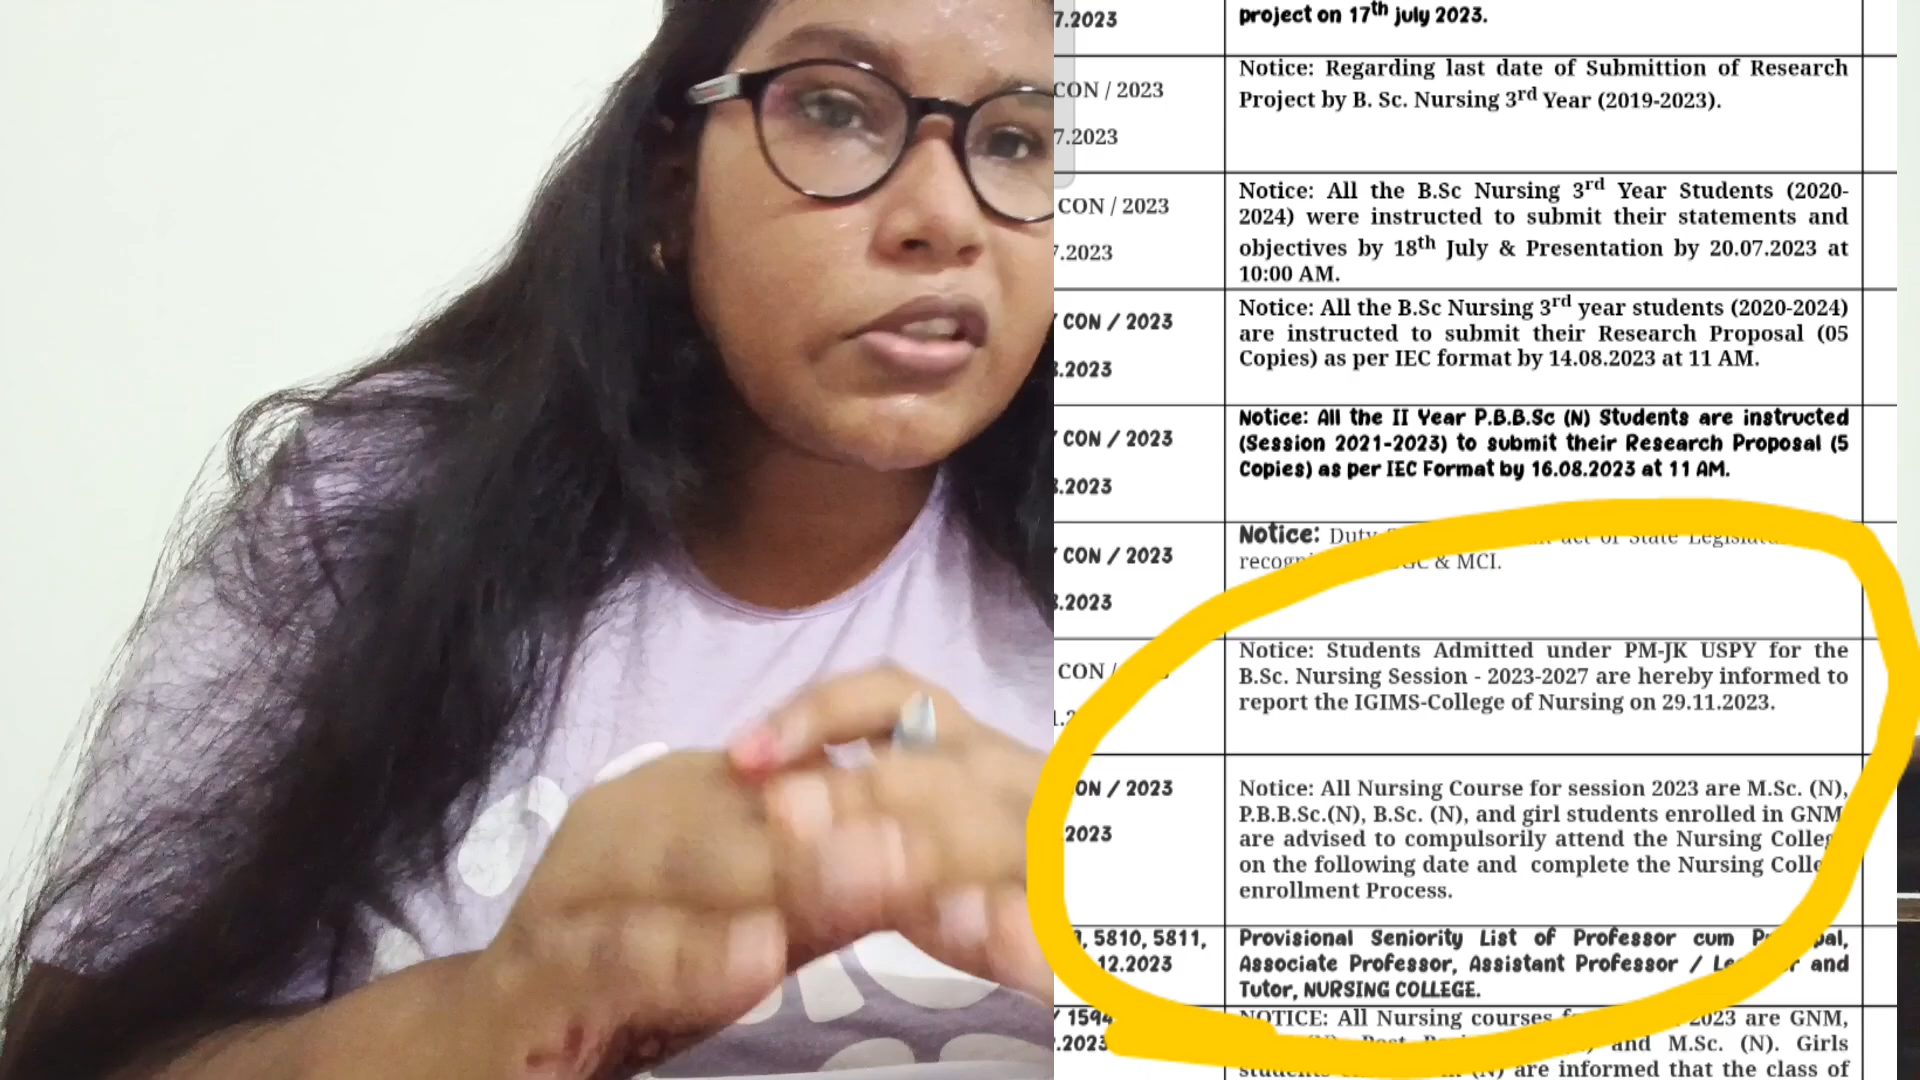 7.2023
project on 17th july 2023.
CON / 2023
7.2023
Notice: Regarding last date of Submittion of Research
Project by B. Sc. Nursing 3rd Year (2019-2023).
CON / 2023
7.2023
Notice: All the B.Sc Nursing 3rd Year Students (2020-
2024) were instructed to submit their statements and
objectives by 18th July & Presentation by 20.07.2023 at
10:00 AM.
CON / 2023
.2023
Notice: All the B.Sc Nursing 3rd year students (2020-2024)
are instructed to submit their Research Proposal (05
Copies) as per IEC format by 14.08.2023 at 11 AM.
CON / 2023
.2023
Notice: All the II Year P.B.B.Sc (N) Students are instructed
(Session 2021-2023) to submit their Research Proposal (5
Copies) as per IEC Format by 16.08.2023 at 11 AM.
CON / 2023
.2023
Notice: Duty act of State
& MCI.
CON /
Notice: Students Admitted under PM-JK USPY for the
B.Sc. Nursing Session - 2023-2027 are hereby informed to
report the IGIMS-College of Nursing on 29.11.2023.
ON / 2023
.2023
Notice: All Nursing Course for session 2023 are M.Sc. (N),
P.B.B.Sc.(N), B.Sc. (N), and girl students enrolled in GNM
are advised to compulsorily attend the Nursing Colleg
on the following date and complete the Nursing Colle
enrollment Process.
, 5810, 5811,
12.2023
Provisional Seniority List of Professor cum
Associate Professor, Assistant Professor / and
Tutor, NURSING COLLEGE.
/ 159
.2023
NOTICE: All Nursing courses 2023 are GNM,
and M.Sc. (N). Girls
students are informed that the class of